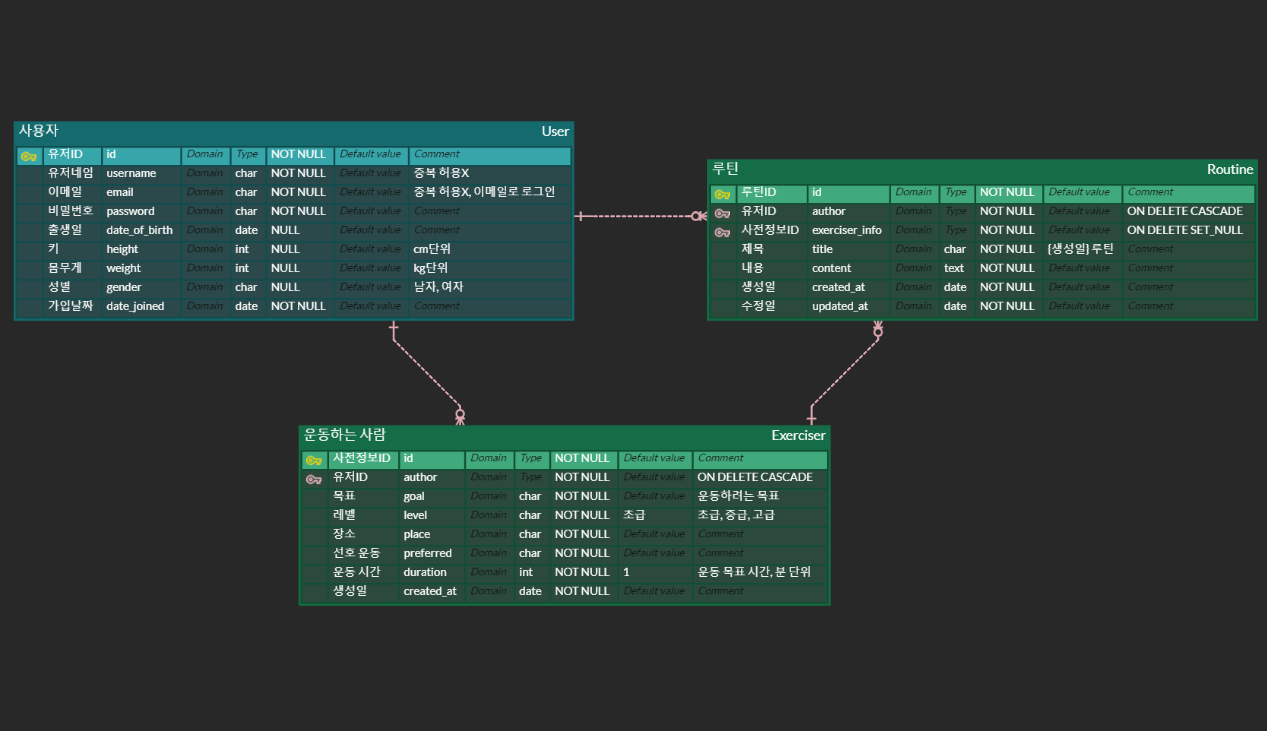 사용자 User
유저ID id Domain Type NOT NULL Default value Comment
유저네임 username Domain char NOT NULL Default value 중복 허용X
이메일 email Domain char NOT NULL Default value 중복 허용X, 이메일로 로그인
비밀번호 password Domain char NOT NULL Default value Comment
출생일 date_of_birth Domain date NULL Default value Comment
키 height Domain int NULL Default value cm단위
몸무게 weight Domain int NULL Default value kg단위
성별 gender Domain char NULL Default value 남자, 여자
가입날짜 date_joined Domain date NOT NULL Default value Comment
루틴 Routine
루틴ID id Domain Type NOT NULL Default value Comment
유저ID author Domain Type NOT NULL Default value ON DELETE CASCADE
사전정보ID exerciser_info Domain Type NOT NULL Default value ON DELETE SET_NULL
제목 title Domain char NOT NULL [생성일] 루틴 Comment
내용 content Domain text NOT NULL Default value Comment
생성일 created_at Domain date NOT NULL Default value Comment
수정일 updated_at Domain date NOT NULL Default value Comment
운동하는 사람 Exerciser
사전정보ID id Domain Type NOT NULL Default value Comment
유저ID author Domain Type NOT NULL Default value ON DELETE CASCADE
목표 goal Domain char NOT NULL Default value 운동하려는 목표
레벨 level Domain char NOT NULL 초급 초급, 중급, 고급
장소 place Domain char NOT NULL Default value Comment
선호 운동 preferred Domain char NOT NULL Default value Comment
운동 시간 duration Domain int NOT NULL 1 운동 목표 시간, 분 단위
생성일 created_at Domain date NOT NULL Default value Comment